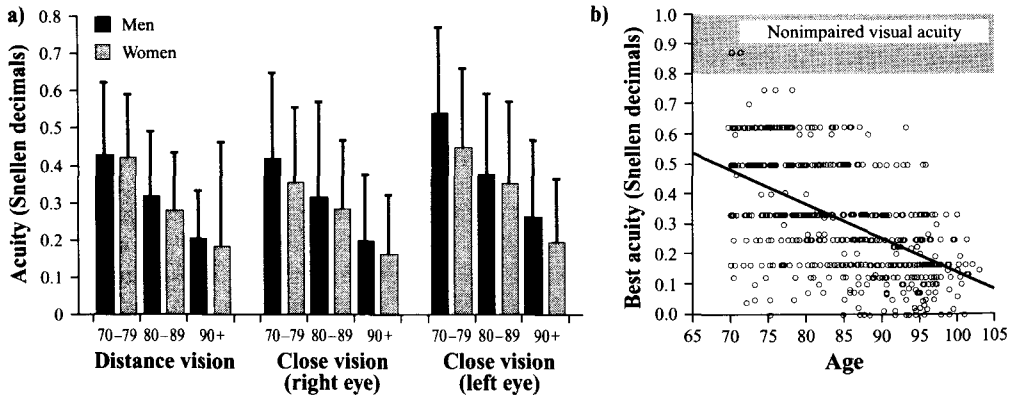 a)
Men
Women
Acuity (Snellen decimals)
0.8
0.7
0.6
0.5
0.4
0.3
0.2
0.1
0
70–79 80–89 90+
Distance vision
70–79 80–89 90+
Close vision
(right eye)
70–79 80–89 90+
Close vision
(left eye)
b)
Nonimpaired visual acuity
Best acuity (Snellen decimals)
1.0
0.9
0.8
0.7
0.6
0.5
0.4
0.3
0.2
0.1
0.0
65 70 75 80 85 90 95 100 105
Age